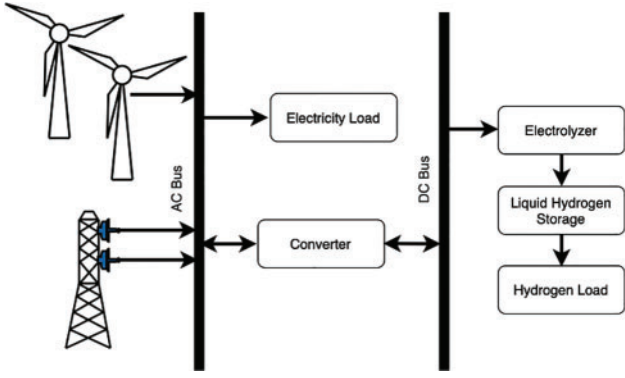 AC Bus
Electricity Load
Converter
DC Bus
Electrolyzer
Liquid Hydrogen
Storage
Hydrogen Load